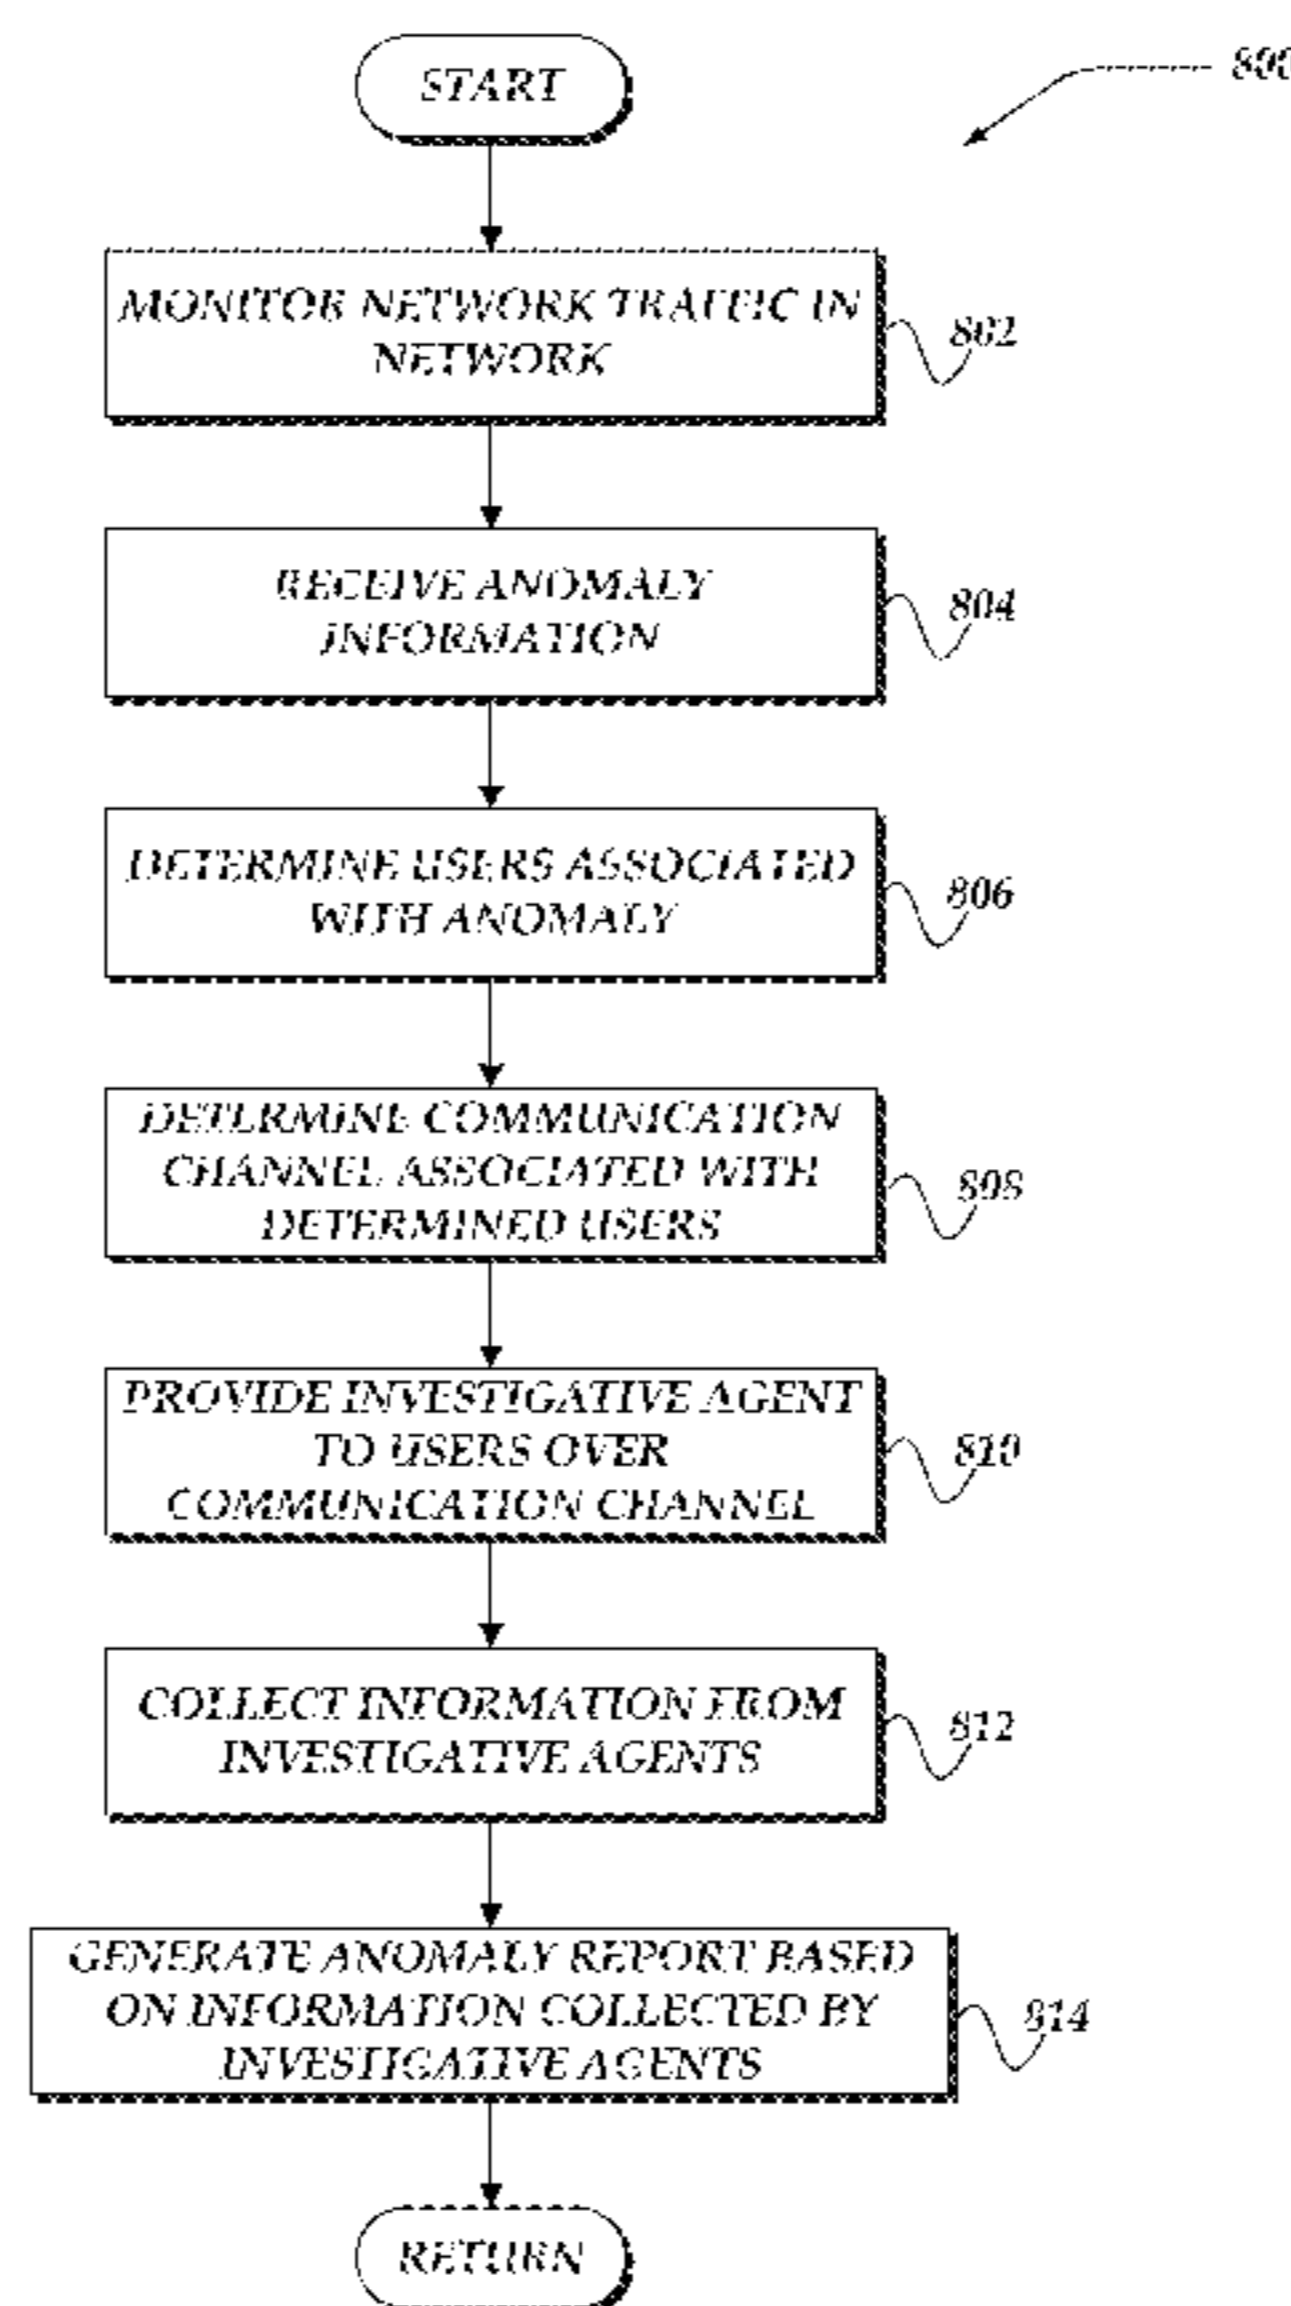 START
800
MONITOR NETWORK TRAFFIC IN
NETWORK
802
RECEIVE ANOMALY
INFORMATION
804
DETERMINE USERS ASSOCIATED
WITH ANOMALY
806
DETERMINE COMMUNICATION
CHANNEL ASSOCIATED WITH
DETERMINED USERS
808
PROVIDE INVESTIGATIVE AGENT
TO USERS OVER
COMMUNICATION CHANNEL
810
COLLECT INFORMATION FROM
INVESTIGATIVE AGENTS
812
GENERATE ANOMALY REPORT BASED
ON INFORMATION COLLECTED BY
INVESTIGATIVE AGENTS
814
RETURN